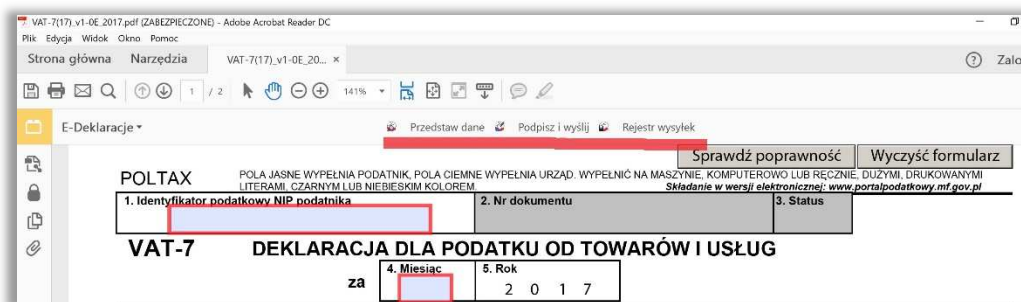 VAT-7(17)_v1-0E_2017.pdf (ZABEZPIECZONE) - Adobe Acrobat Reader DC
Plik Edycja Widok Okno Pomoc
Strona główna Narzędzia VAT-7(17)_v1-0E_20... × ? Zalo
1 / 2 141%
E-Deklaracje Przedstaw dane Podpisz i wyślij Rejestr wysyłek
Sprawdź poprawność Wyczyść formularz
POLTAX POLA JASNE WYPEŁNIA PODATNIK, POLA CIEMNE WYPEŁNIA URZĄD. WYPEŁNIĆ NA MASZYNIE, KOMPUTEROWO LUB RĘCZNIE, DUŻYMI, DRUKOWANYMI
LITERAMI, CZARNYM LUB NIEBIESKIM KOLOREM. Składanie w wersji elektronicznej: www.portalpodatkowy.mf.gov.pl
1. Identyfikator podatkowy NIP podatnika 2. Nr dokumentu 3. Status
VAT-7 DEKLARACJA DLA PODATKU OD TOWARÓW I USŁUG
4. Miesiąc 5. Rok
za 2 0 1 7